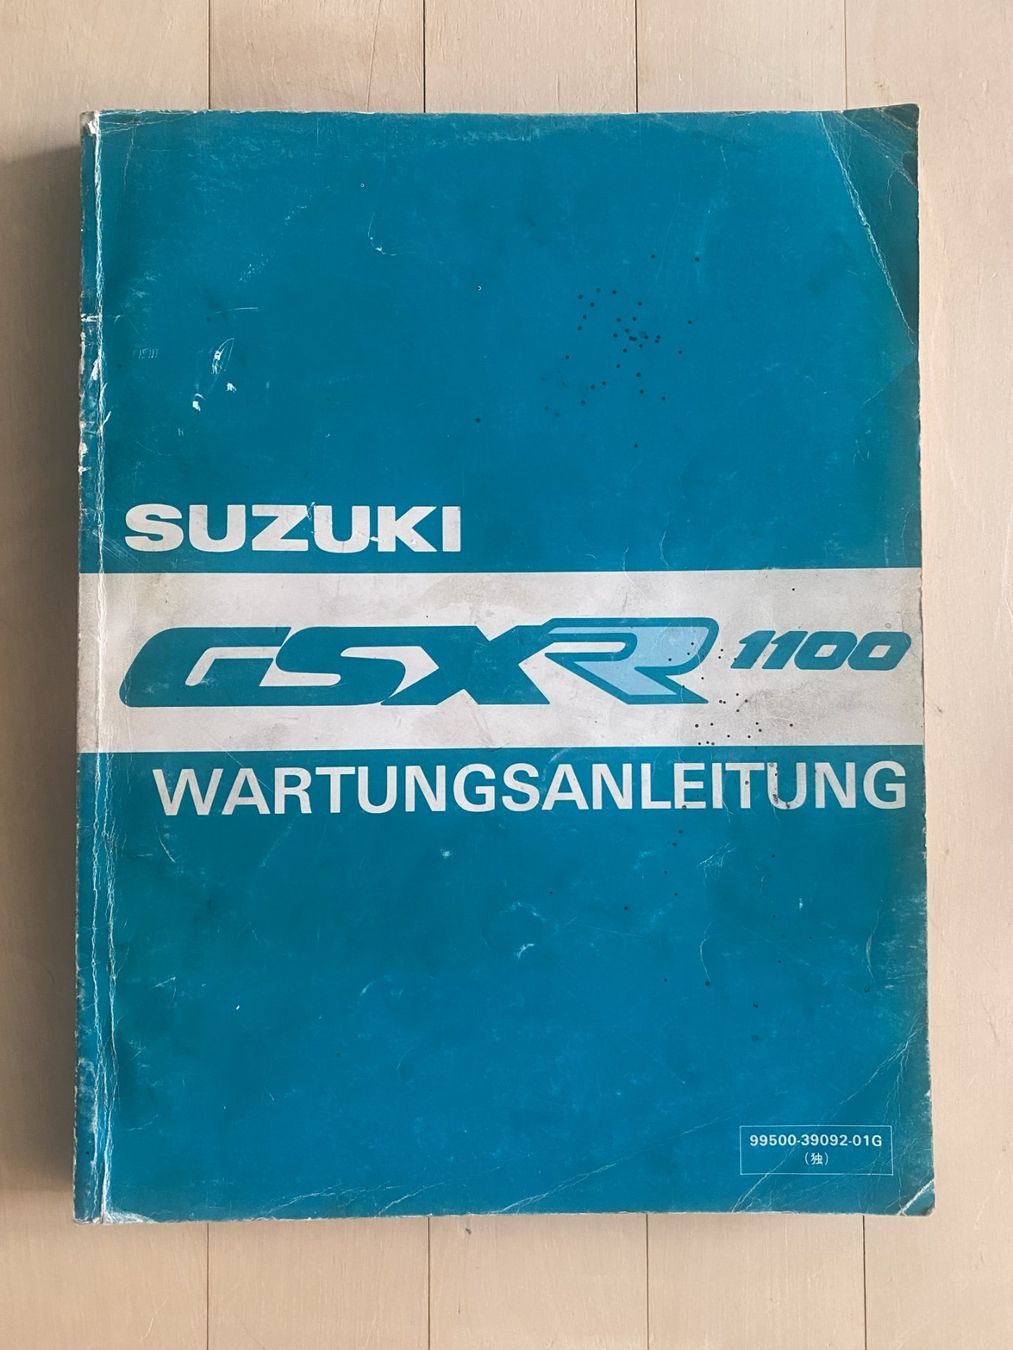 SUZUKI
GSXR 1100
WARTUNGSANLEITUNG
99500-39092-01G
(独)